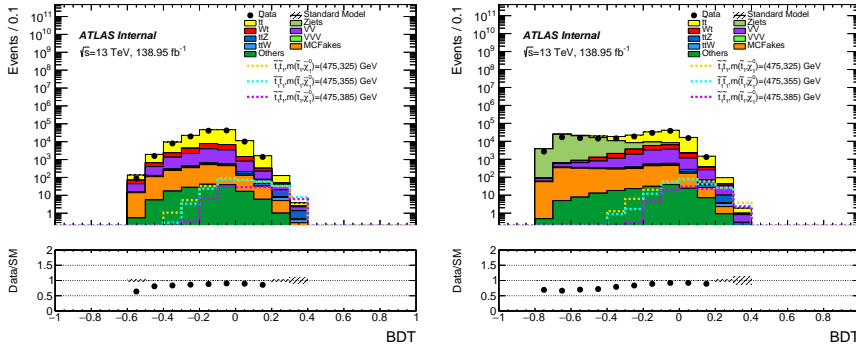 Events / 0.1
10¹¹
10¹⁰
10⁹
10⁸
10⁷
10⁶
10⁵
10⁴
10³
10²
10
1
ATLAS Internal
√s=13 TeV, 138.95 fb⁻¹
Data
Standard Model
tt
Zjets
Wt
VV
ttZ
VVV
ttW
MCFakes
Others
t̃₁t̃₁,m(t̃₁,χ̃⁰₁)=(475,325) GeV
t̃₁t̃₁,m(t̃₁,χ̃⁰₁)=(475,355) GeV
t̃₁t̃₁,m(t̃₁,χ̃⁰₁)=(475,385) GeV
Data/SM
2
1.5
1
0.5
0
−1 −0.8 −0.6 −0.4 −0.2 0 0.2 0.4 0.6 0.8 1
BDT
Events / 0.1
10¹¹
10¹⁰
10⁹
10⁸
10⁷
10⁶
10⁵
10⁴
10³
10²
10
1
ATLAS Internal
√s=13 TeV, 138.95 fb⁻¹
Data
Standard Model
tt
Zjets
Wt
VV
ttZ
VVV
ttW
MCFakes
Others
t̃₁t̃₁,m(t̃₁,χ̃⁰₁)=(475,325) GeV
t̃₁t̃₁,m(t̃₁,χ̃⁰₁)=(475,355) GeV
t̃₁t̃₁,m(t̃₁,χ̃⁰₁)=(475,385) GeV
Data/SM
2
1.5
1
0.5
0
−1 −0.8 −0.6 −0.4 −0.2 0 0.2 0.4 0.6 0.8 1
BDT